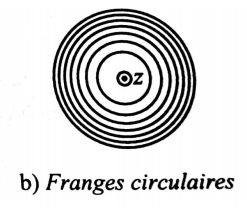 z
b) Franges circulaires